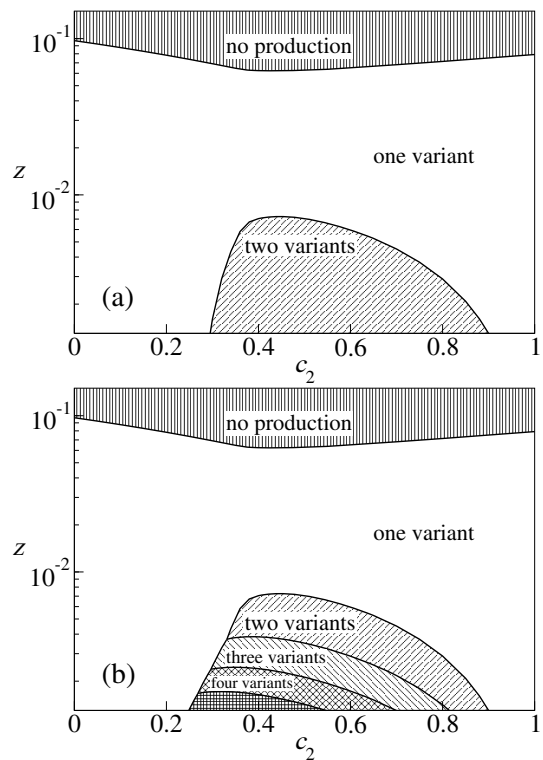 10⁻¹
no production
one variant
z
10⁻²
two variants
(a)
0 0.2 0.4 0.6 0.8 1
c₂
10⁻¹
no production
one variant
z
10⁻²
two variants
three variants
four variants
(b)
0 0.2 0.4 0.6 0.8 1
c₂